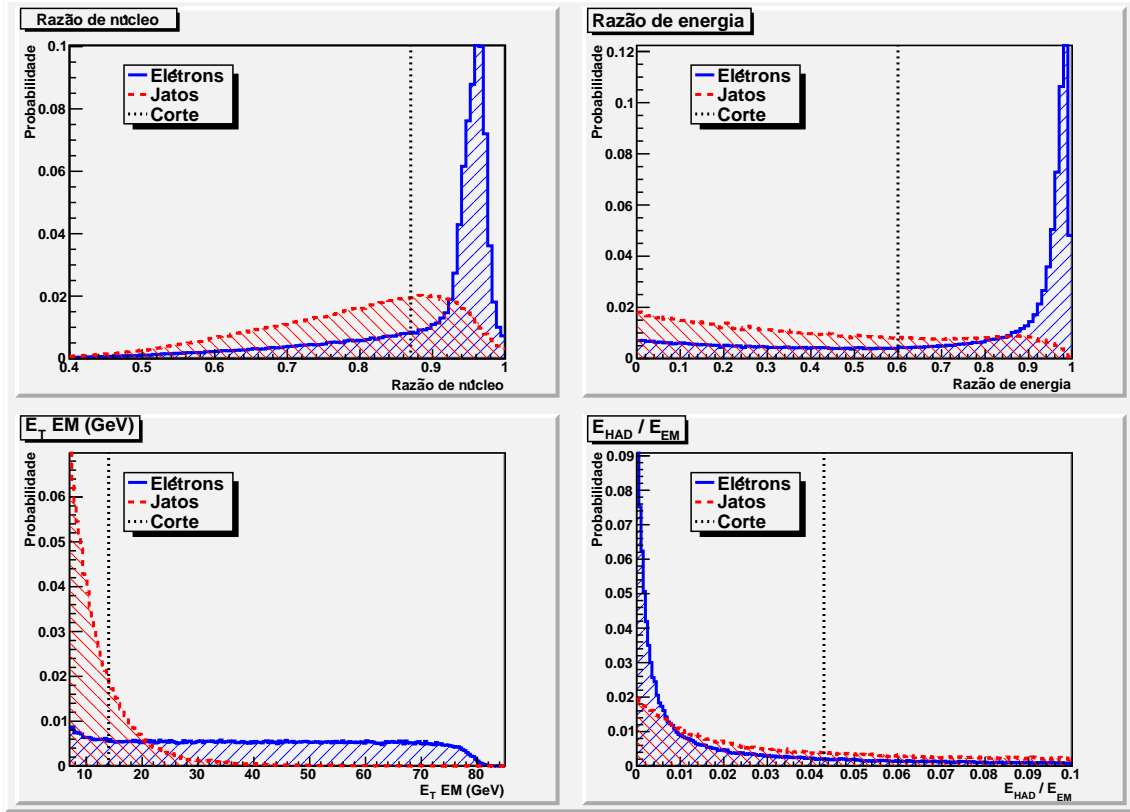 Razão de núcleo
Probabilidade
0.1
0.08
0.06
0.04
0.02
0
Elétrons
Jatos
Corte
0.4 0.5 0.6 0.7 0.8 0.9 1
Razão de núcleo
Razão de energia
Probabilidade
0.12
0.1
0.08
0.06
0.04
0.02
0
Elétrons
Jatos
Corte
0 0.1 0.2 0.3 0.4 0.5 0.6 0.7 0.8 0.9 1
Razão de energia
E_T EM (GeV)
Probabilidade
0.06
0.05
0.04
0.03
0.02
0.01
0
Elétrons
Jatos
Corte
10 20 30 40 50 60 70 80
E_T EM (GeV)
E_HAD / E_EM
Probabilidade
0.09
0.08
0.07
0.06
0.05
0.04
0.03
0.02
0.01
0
Elétrons
Jatos
Corte
0 0.01 0.02 0.03 0.04 0.05 0.06 0.07 0.08 0.09 0.1
E_HAD / E_EM